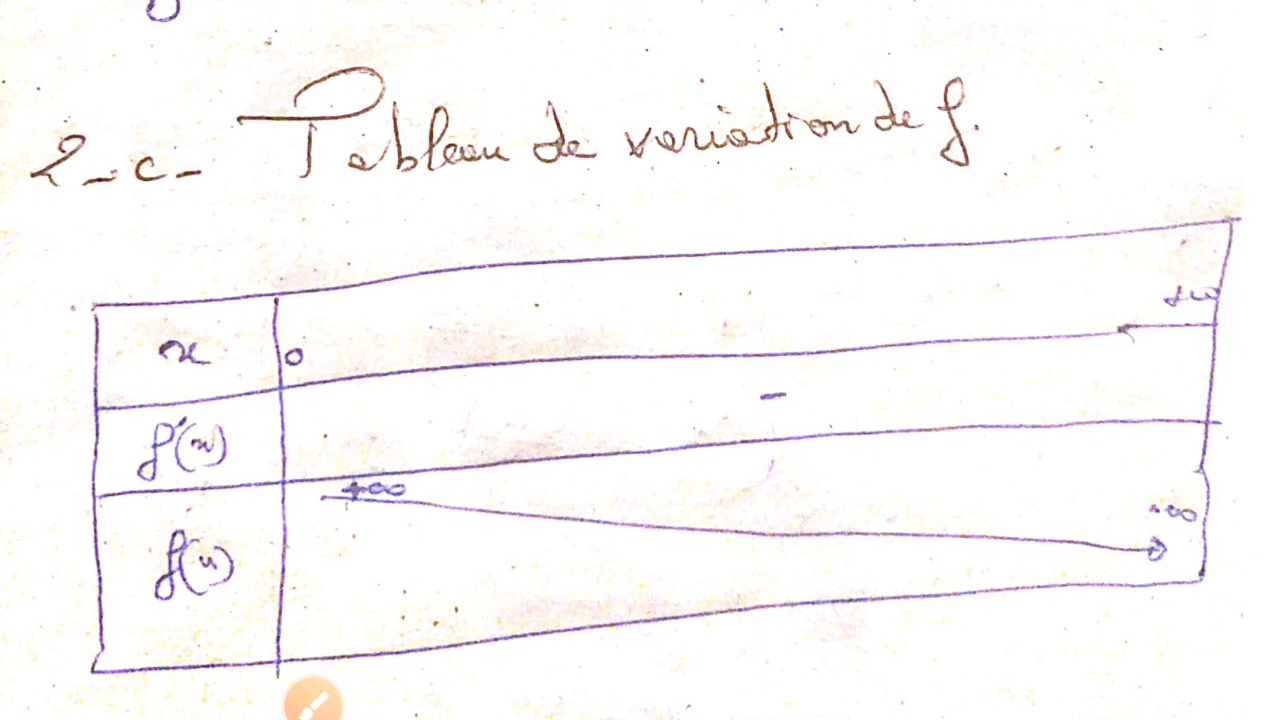 2-c- Tableau de variation de f.
x 0 +∞
f'(x) -
f(x) +∞ -∞